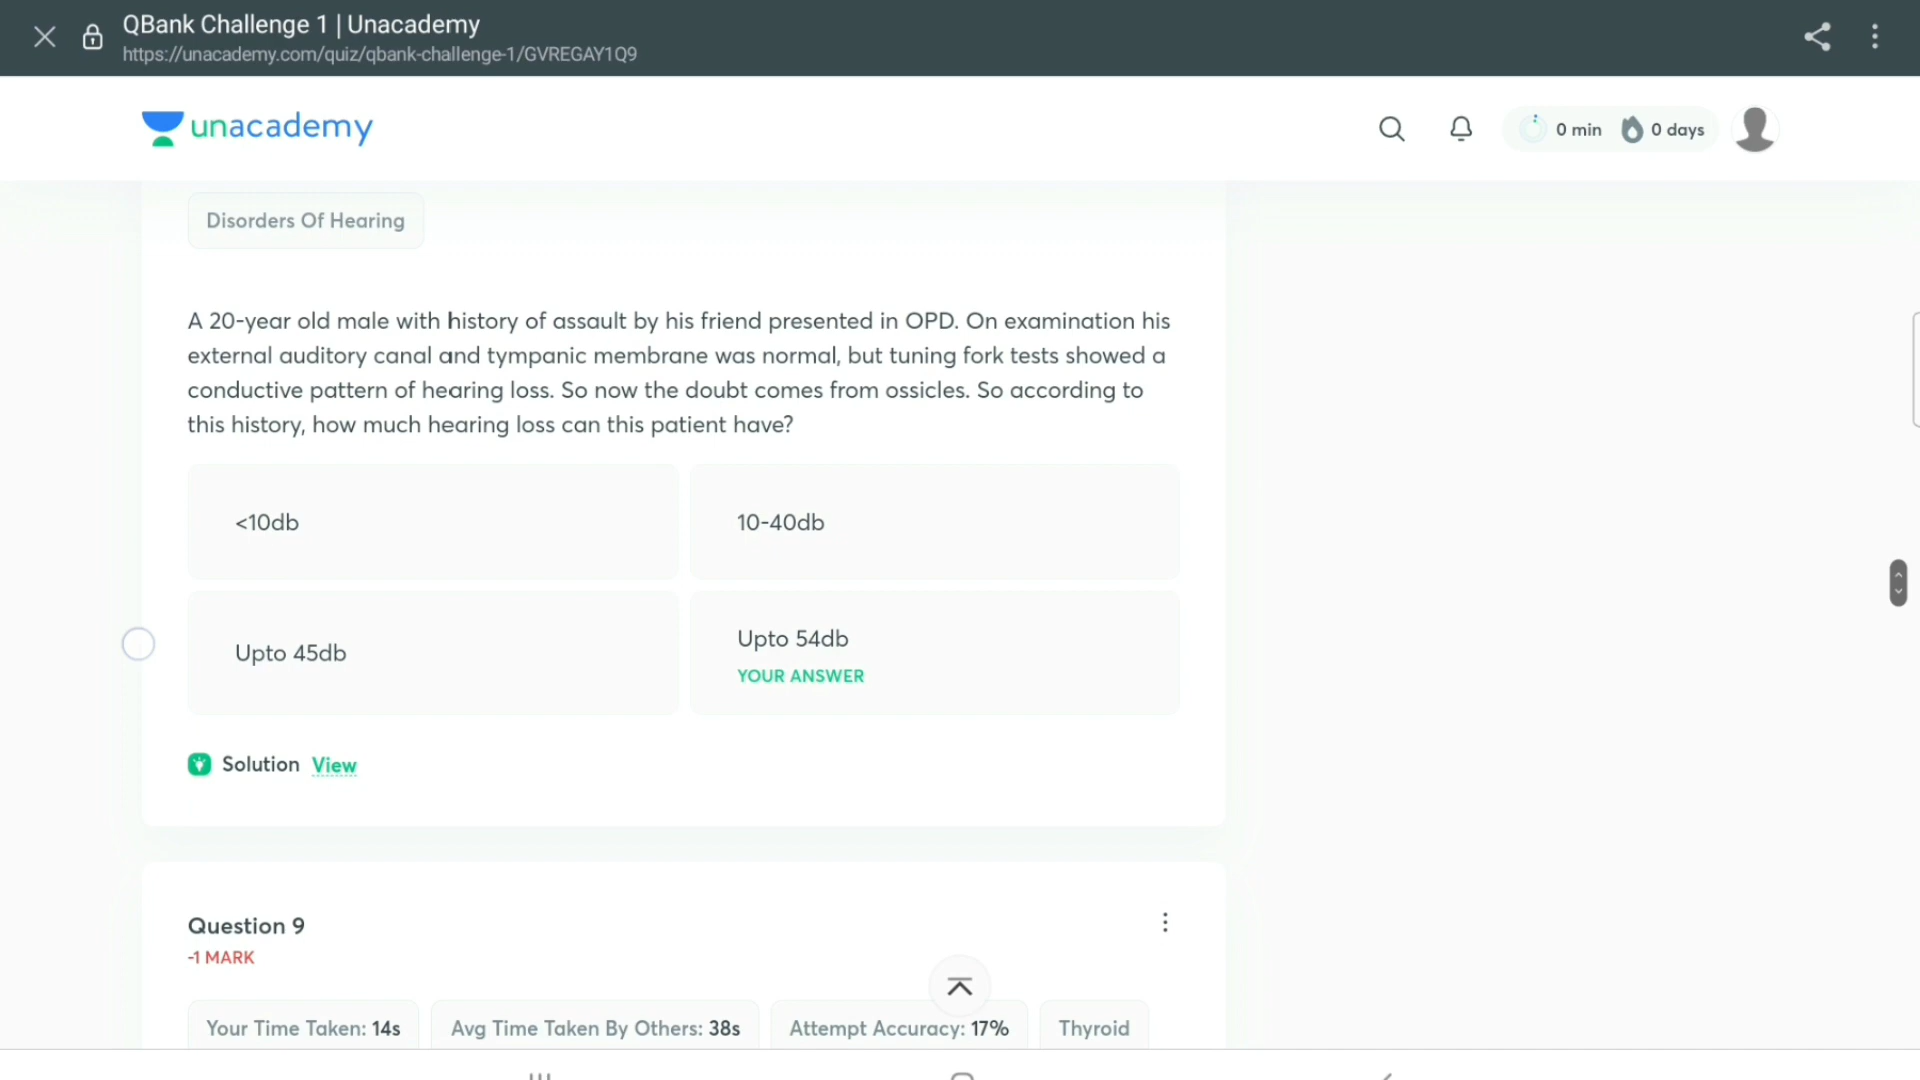 QBank Challenge 1 | Unacademy
https://unacademy.com/quiz/qbank-challenge-1/GVREGAY1Q9
unacademy
0 min
0 days
Disorders Of Hearing
A 20-year old male with history of assault by his friend presented in OPD. On examination his
external auditory canal and tympanic membrane was normal, but tuning fork tests showed a
conductive pattern of hearing loss. So now the doubt comes from ossicles. So according to
this history, how much hearing loss can this patient have?
<10db
10-40db
Upto 45db
Upto 54db
YOUR ANSWER
Solution View
Question 9
-1 MARK
Your Time Taken: 14s
Avg Time Taken By Others: 38s
Attempt Accuracy: 17%
Thyroid